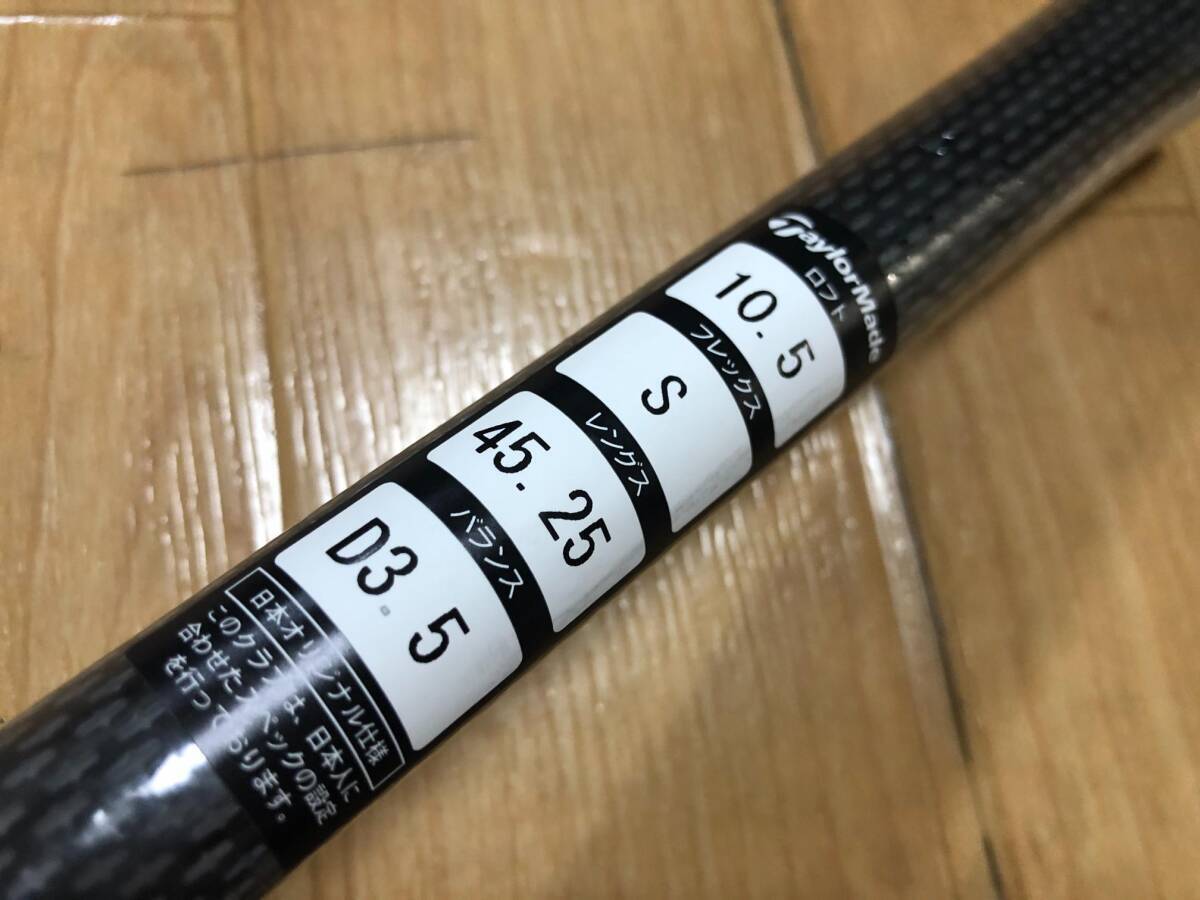 TaylorMade
ロフト
10.5
フレックス
S
レングス
45.25
バランス
D3.5
日本オリジナル仕様
このクラブは、日本人に
合わせたスペックの設定
を行っております。